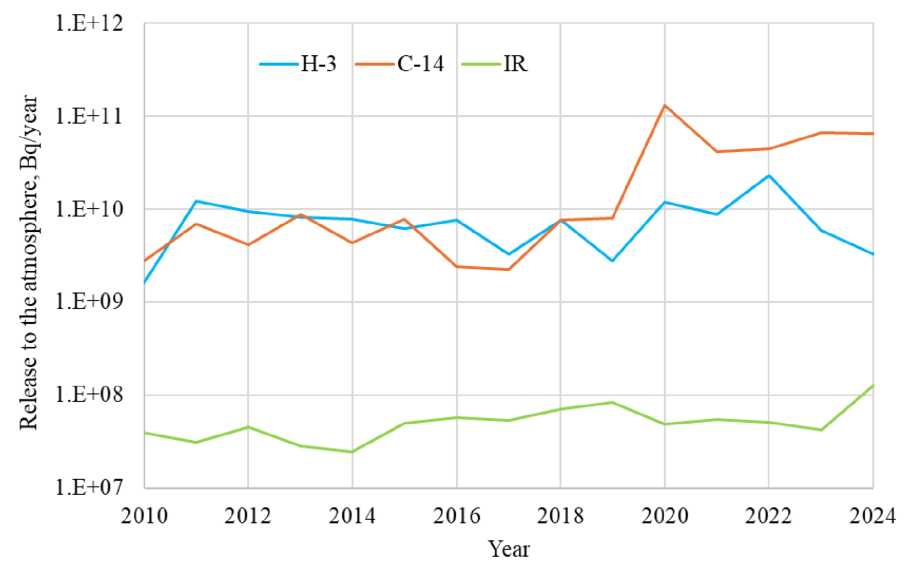 1.E+12
H-3 C-14 IR
1.E+11
1.E+10
1.E+09
1.E+08
1.E+07
Release to the atmosphere, Bq/year
2010 2012 2014 2016 2018 2020 2022 2024
Year